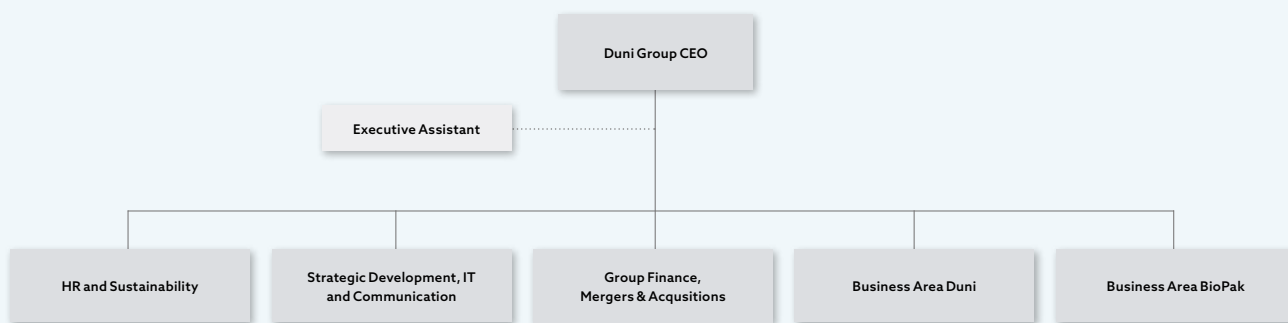 Duni Group CEO
Executive Assistant
HR and Sustainability
Strategic Development, IT
and Communication
Group Finance,
Mergers & Acqusitions
Business Area Duni
Business Area BioPak